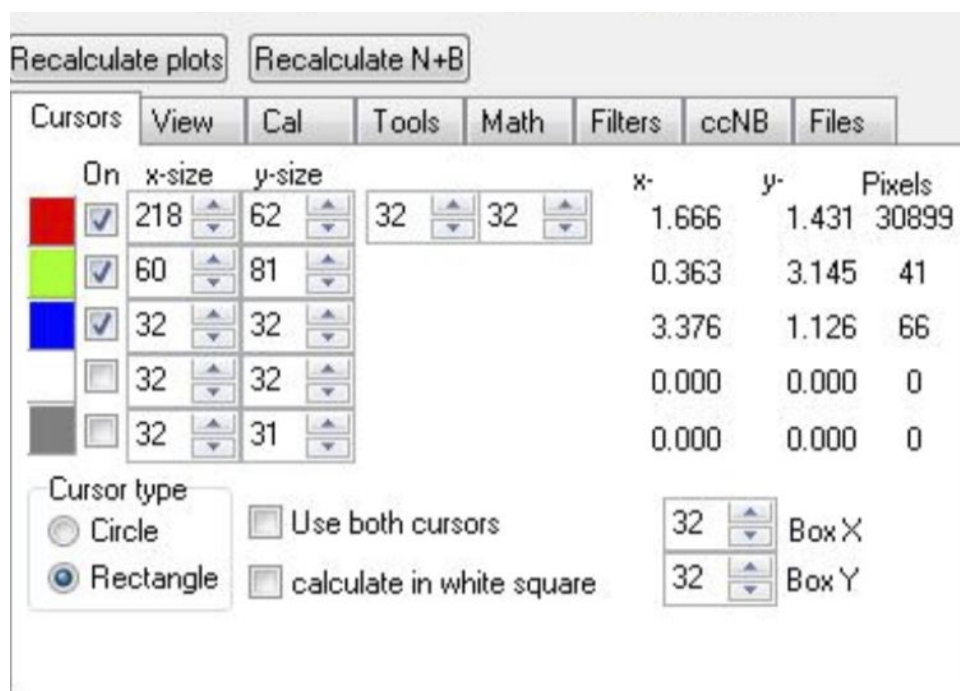 Recalculate plots Recalculate N+B
Cursors View Cal Tools Math Filters ccNB Files
On x-size y-size x- y- Pixels
218 62 32 32 1.666 1.431 30899
60 81 0.363 3.145 41
32 32 3.376 1.126 66
32 32 0.000 0.000 0
32 31 0.000 0.000 0
Cursor type
Circle Use both cursors 32 Box X
Rectangle calculate in white square 32 Box Y